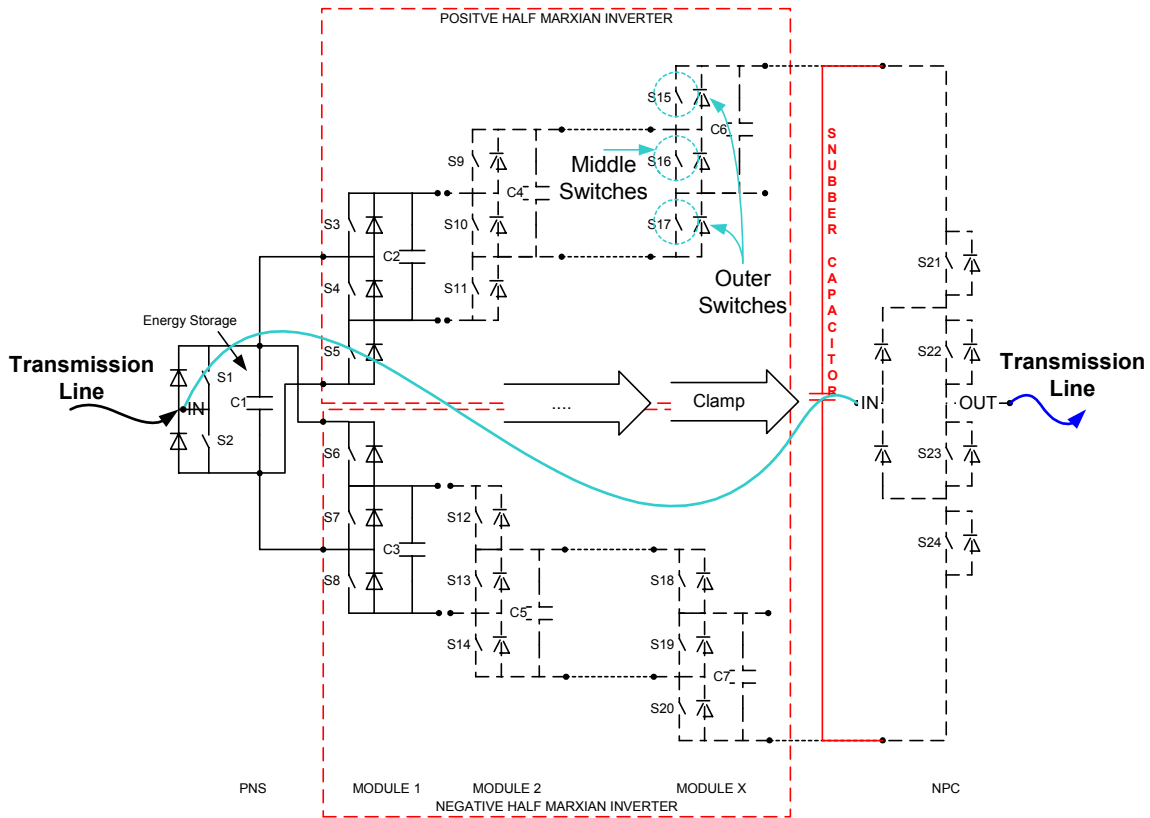 POSITVE HALF MARXIAN INVERTER
S15
C6
S16
S17
Middle
Switches
Outer
Switches
S9
C4
S10
S11
S3
C2
S4
S5
SNUBBER CAPACITOR
S21
S22
S23
S24
Energy Storage
Transmission
Line
IN
S1
C1
S2
....
Clamp
IN
OUT
Transmission
Line
S6
S7
C3
S8
S12
S13
C5
S14
S18
S19
C7
S20
PNS
MODULE 1
MODULE 2
MODULE X
NPC
NEGATIVE HALF MARXIAN INVERTER